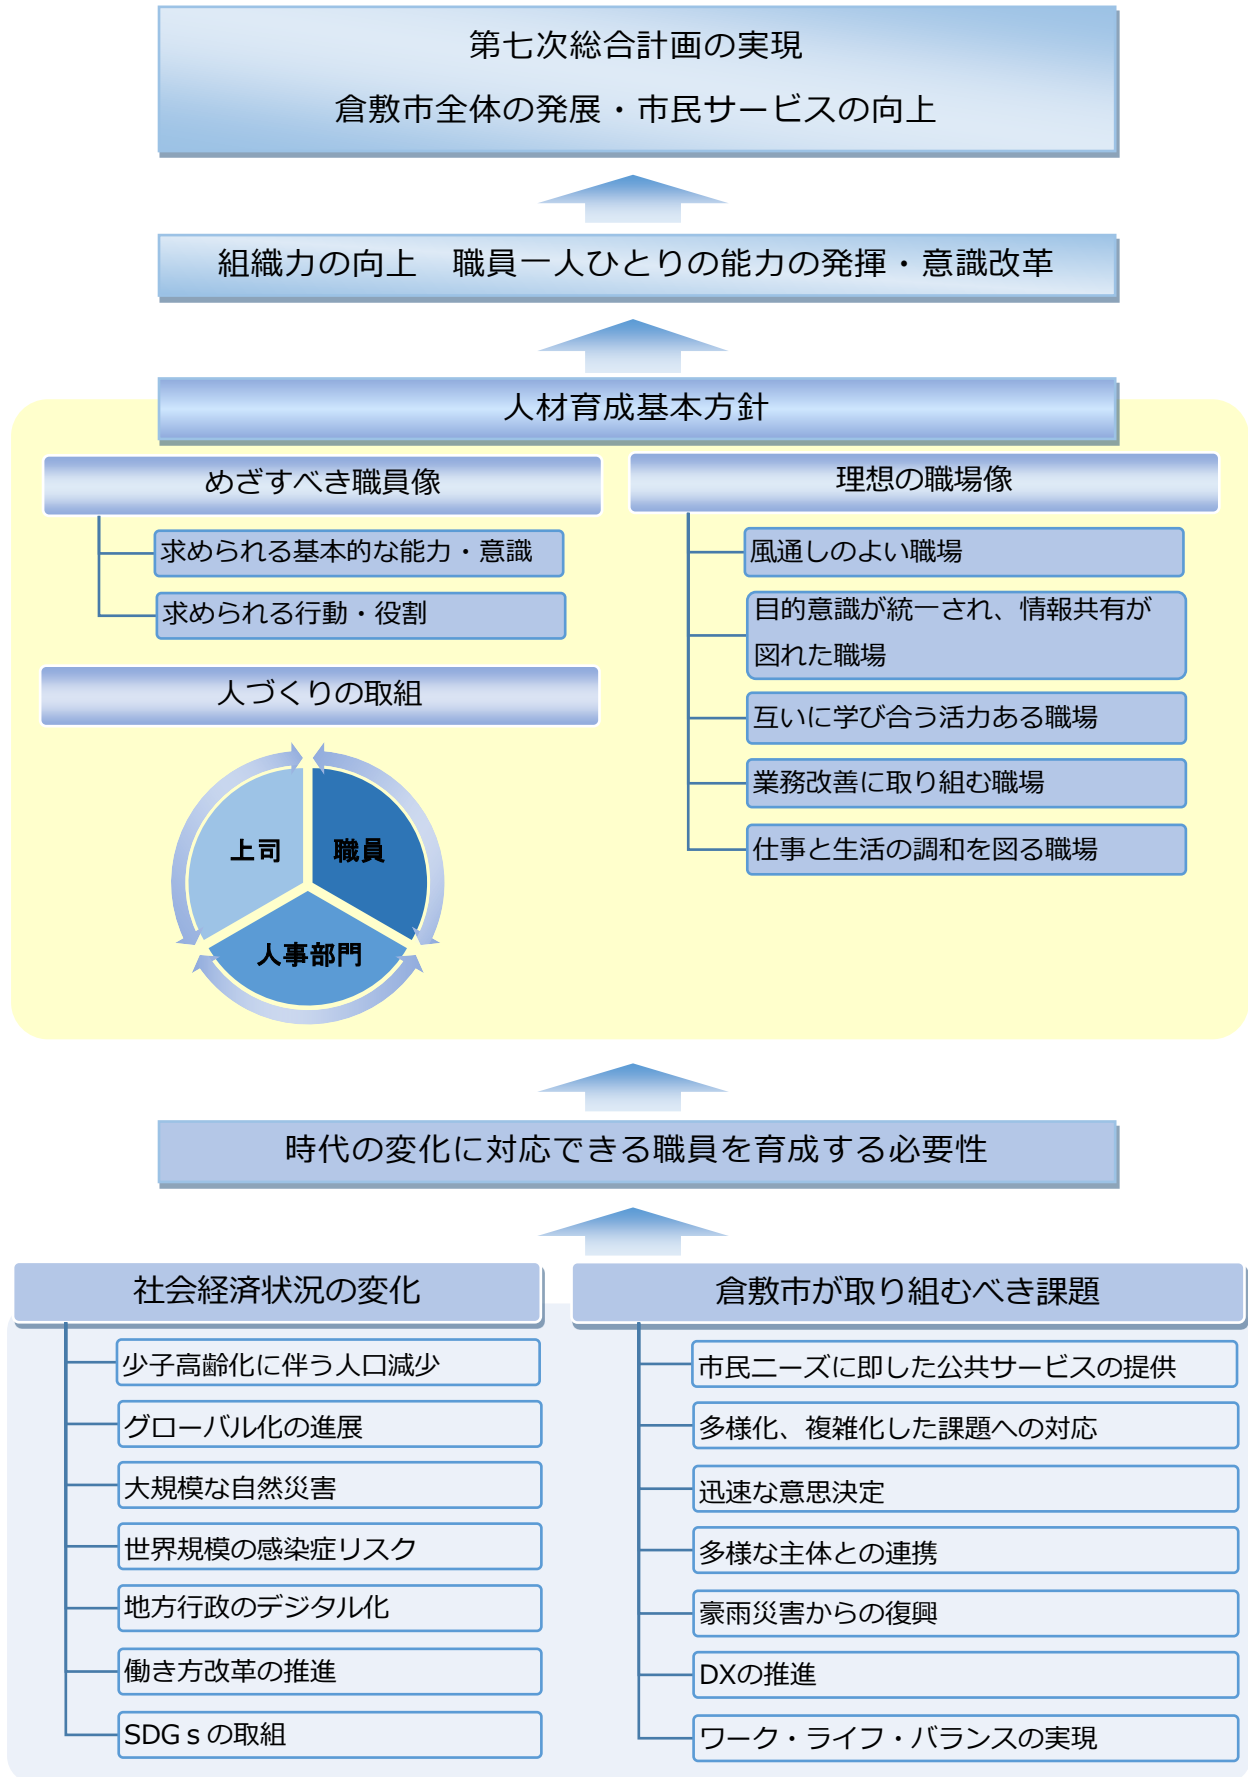 第七次総合計画の実現
倉敷市全体の発展・市民サービスの向上
組織力の向上　職員一人ひとりの能力の発揮・意識改革
人材育成基本方針
めざすべき職員像
求められる基本的な能力・意識
求められる行動・役割
人づくりの取組
上司
職員
人事部門
理想の職場像
風通しのよい職場
目的意識が統一され、情報共有が
図れた職場
互いに学び合う活力ある職場
業務改善に取り組む職場
仕事と生活の調和を図る職場
時代の変化に対応できる職員を育成する必要性
社会経済状況の変化
少子高齢化に伴う人口減少
グローバル化の進展
大規模な自然災害
世界規模の感染症リスク
地方行政のデジタル化
働き方改革の推進
SDGｓの取組
倉敷市が取り組むべき課題
市民ニーズに即した公共サービスの提供
多様化、複雑化した課題への対応
迅速な意思決定
多様な主体との連携
豪雨災害からの復興
DXの推進
ワーク・ライフ・バランスの実現